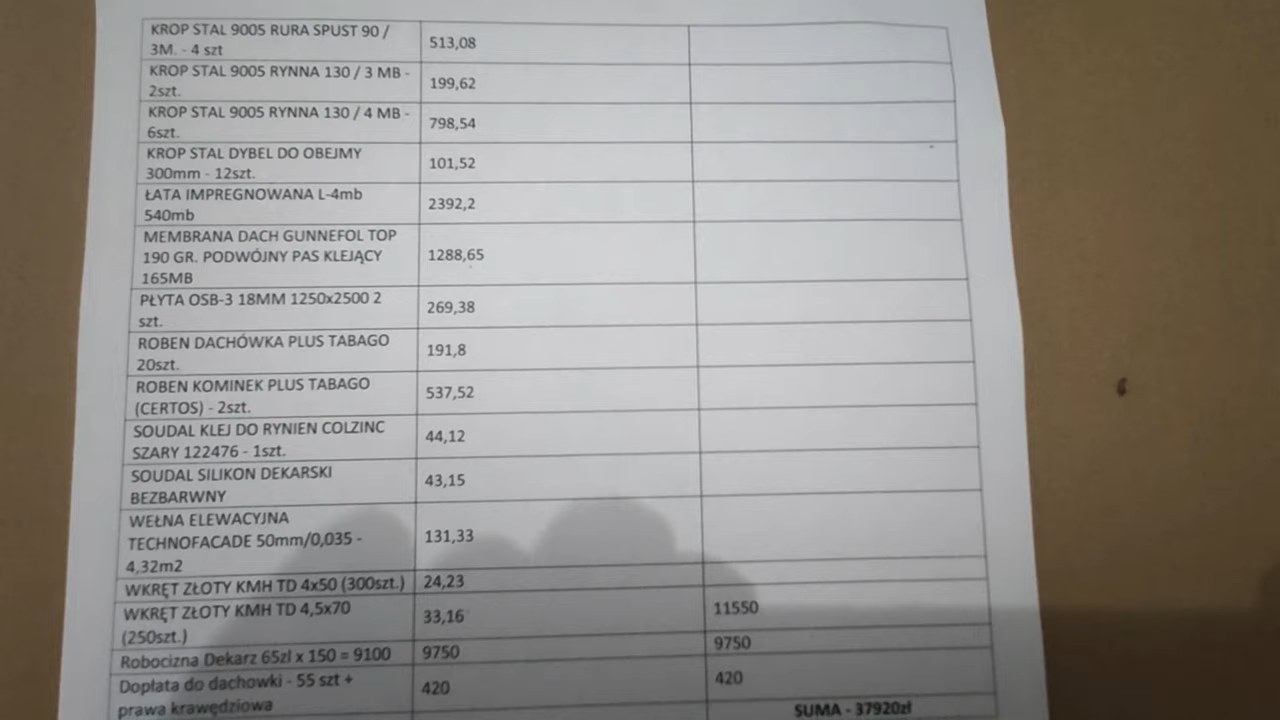 KROP STAL 9005 RURA SPUST 90 /
3M. - 4 szt
513,08
KROP STAL 9005 RYNNA 130 / 3 MB -
2szt.
199,62
KROP STAL 9005 RYNNA 130 / 4 MB -
6szt.
798,54
KROP STAL DYBEL DO OBEJMY
300mm - 12szt.
101,52
ŁATA IMPREGNOWANA L-4mb
540mb
2392,2
MEMBRANA DACH GUNNEFOL TOP
190 GR. PODWÓJNY PAS KLEJĄCY
165MB
1288,65
PŁYTA OSB-3 18MM 1250x2500 2
szt.
269,38
ROBEN DACHÓWKA PLUS TABAGO
20szt.
191,8
ROBEN KOMINEK PLUS TABAGO
(CERTOS) - 2szt.
537,52
SOUDAL KLEJ DO RYNIEN COLZINC
SZARY 122476 - 1szt.
44,12
SOUDAL SILIKON DEKARSKI
BEZBARWNY
43,15
WEŁNA ELEWACYJNA
TECHNOFACADE 50mm/0,035 -
4,32m2
131,33
WKRĘT ZŁOTY KMH TD 4x50 (300szt.)
24,23
WKRĘT ZŁOTY KMH TD 4,5x70
(250szt.)
33,16
11550
Robocizna Dekarz 65zl x 150 = 9100
9750
9750
Dopłata do dachowki - 55 szt +
prawa krawędziowa
420
420
SUMA - 37920zł